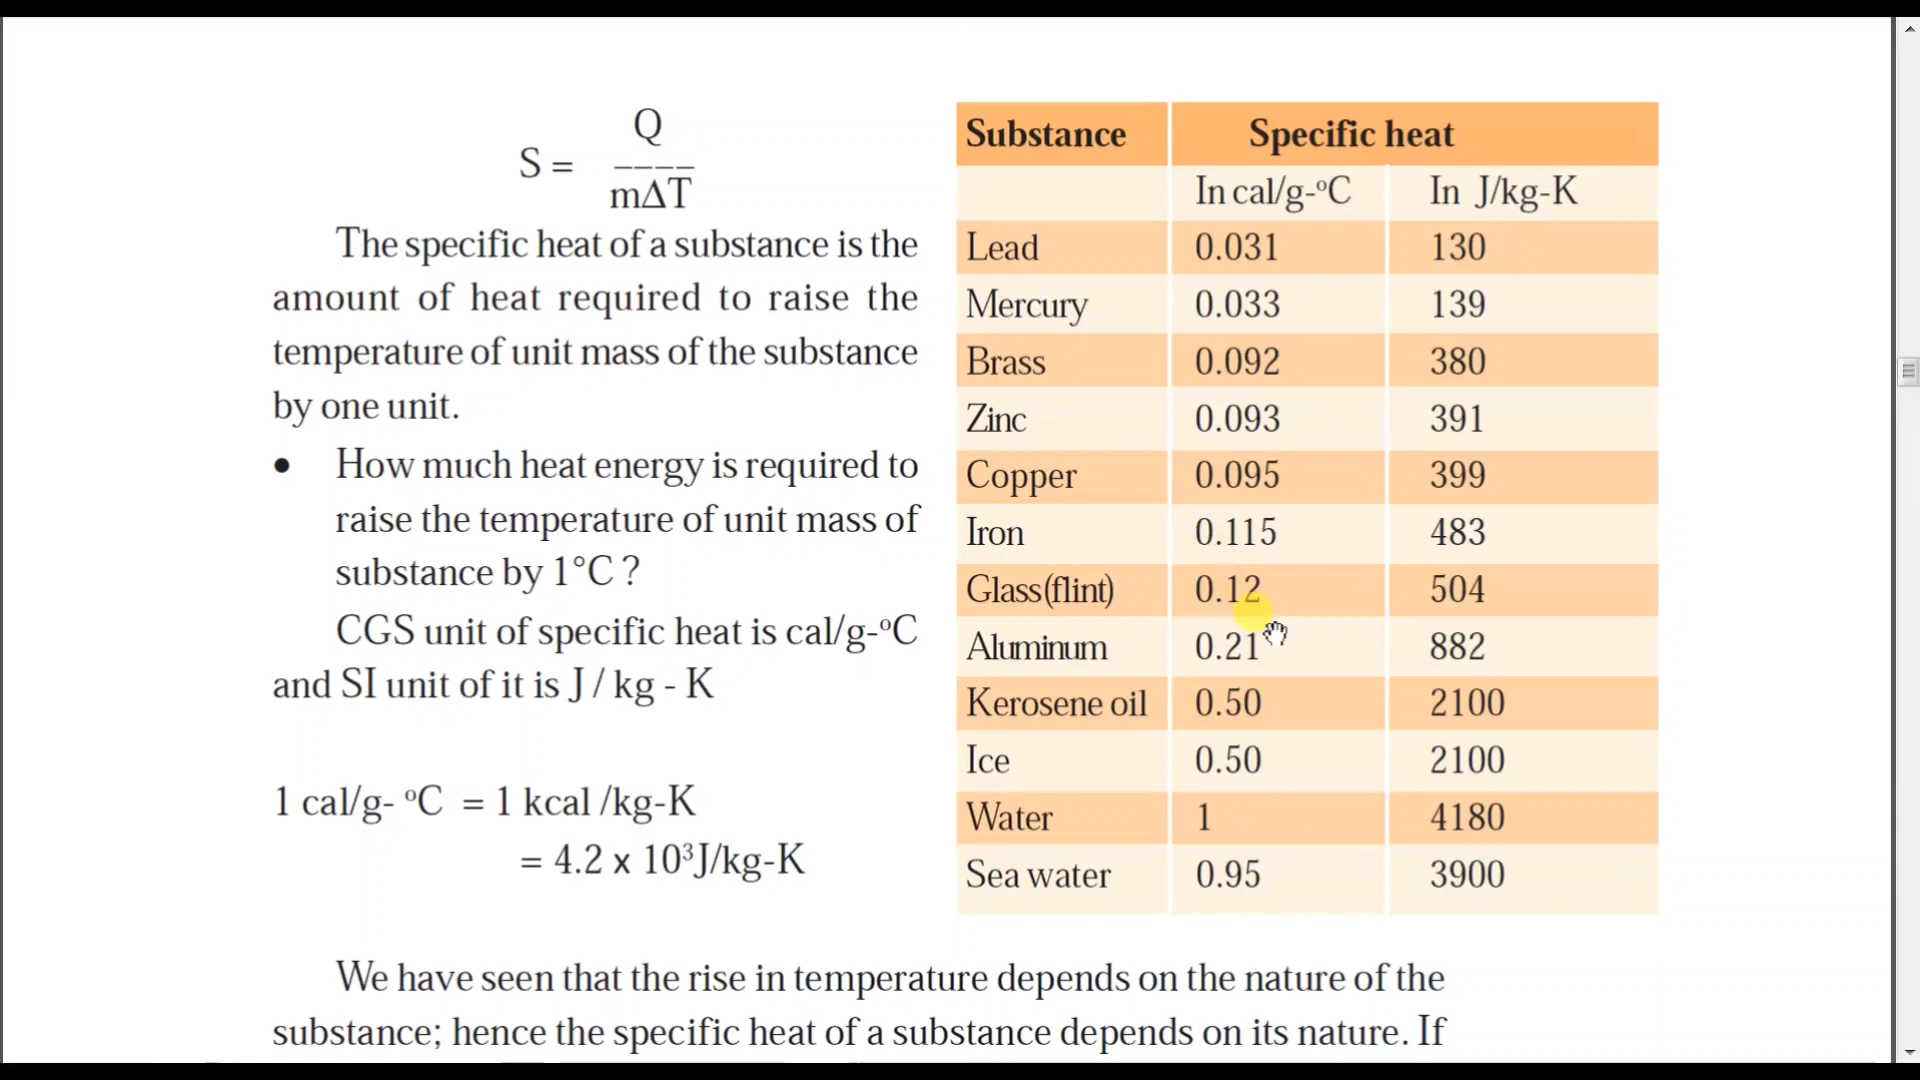 S = Q
----
mΔT
The specific heat of a substance is the
amount of heat required to raise the
temperature of unit mass of the substance
by one unit.
• How much heat energy is required to
raise the temperature of unit mass of
substance by 1°C ?
CGS unit of specific heat is cal/g-°C
and SI unit of it is J / kg - K
1 cal/g- °C = 1 kcal /kg-K
= 4.2 x 10³J/kg-K
Substance Specific heat
In cal/g-°C In J/kg-K
Lead 0.031 130
Mercury 0.033 139
Brass 0.092 380
Zinc 0.093 391
Copper 0.095 399
Iron 0.115 483
Glass(flint) 0.12 504
Aluminum 0.21 882
Kerosene oil 0.50 2100
Ice 0.50 2100
Water 1 4180
Sea water 0.95 3900
We have seen that the rise in temperature depends on the nature of the
substance; hence the specific heat of a substance depends on its nature. If